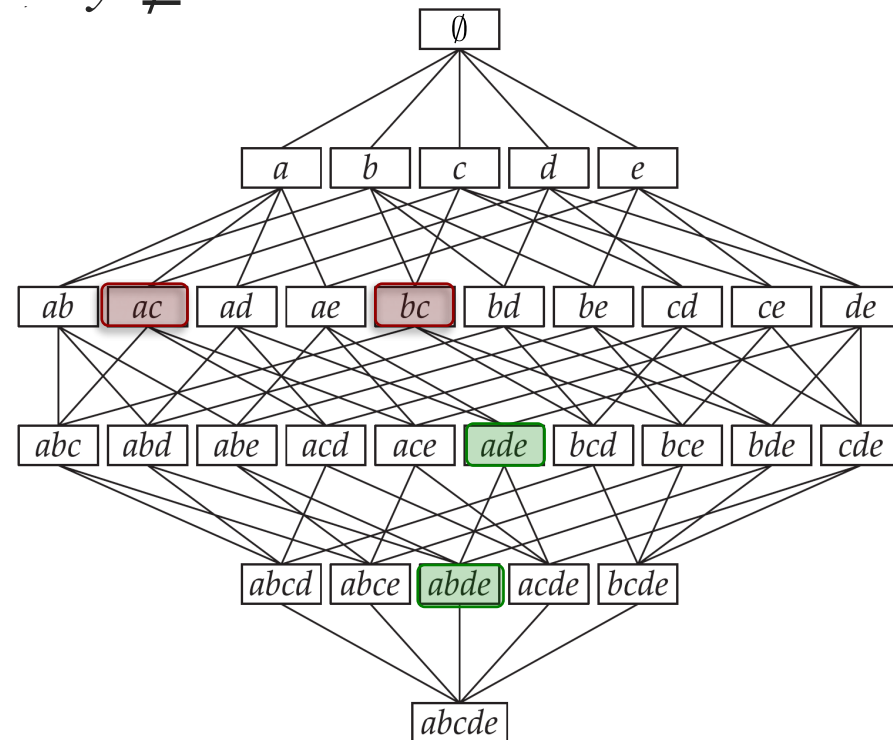 y ≠
∅
a b c d e
ab ac ad ae bc bd be cd ce de
abc abd abe acd ace ade bcd bce bde cde
abcd abce abde acde bcde
abcde